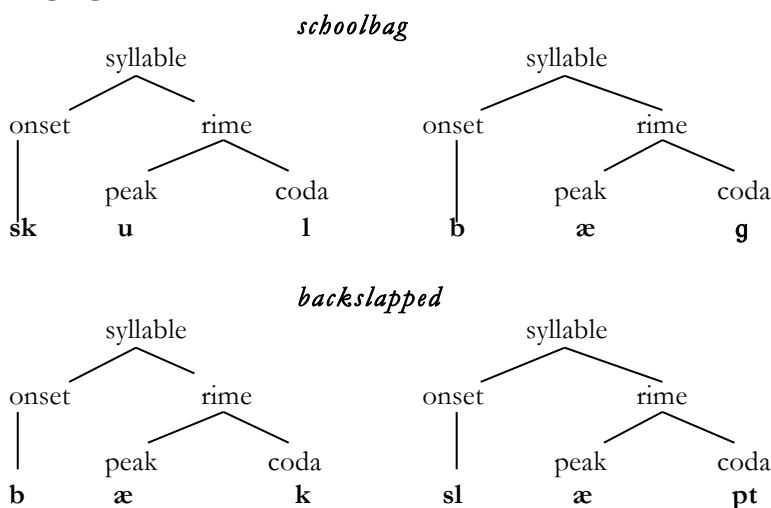 schoolbag
syllable syllable
onset rime onset rime
peak coda peak coda
sk u l b æ g
backslapped
syllable syllable
onset rime onset rime
peak coda peak coda
b æ k sl æ pt